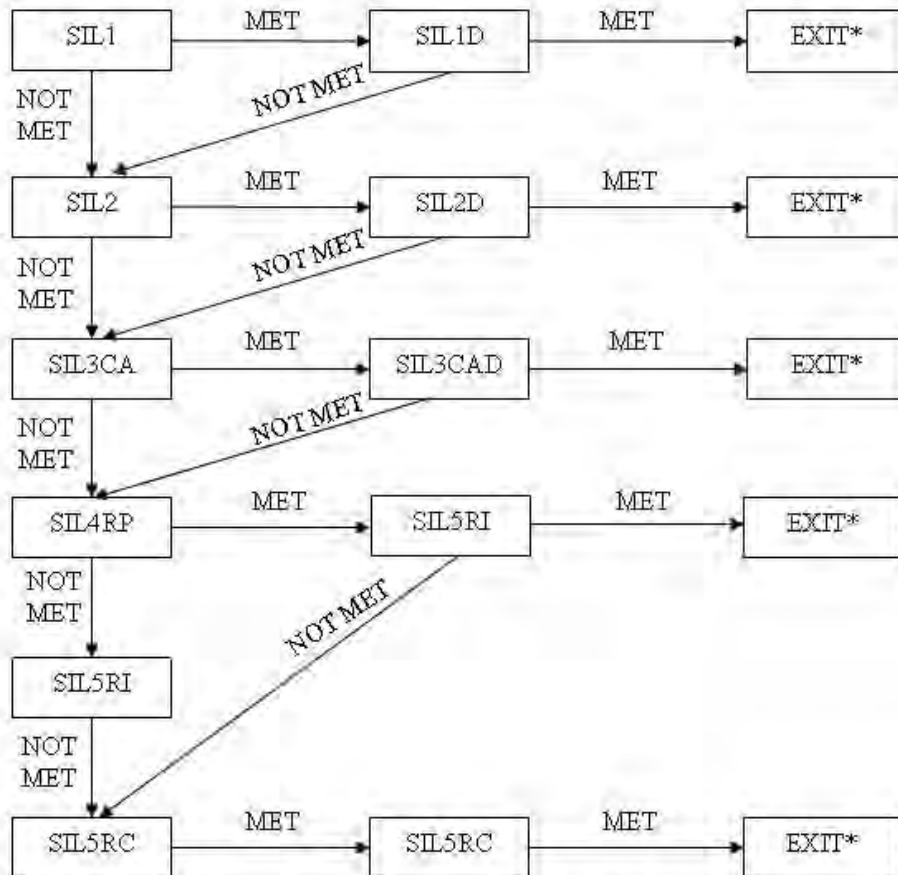 SIL1
MET
SIL1D
MET
EXIT*
NOT
MET
NOT MET
SIL2
MET
SIL2D
MET
EXIT*
NOT
MET
NOT MET
SIL3CA
MET
SIL3CAD
MET
EXIT*
NOT
MET
NOT MET
SIL4RP
MET
SIL5RI
MET
EXIT*
NOT
MET
NOT MET
SIL5RI
NOT
MET
SIL5RC
MET
SIL5RC
MET
EXIT*